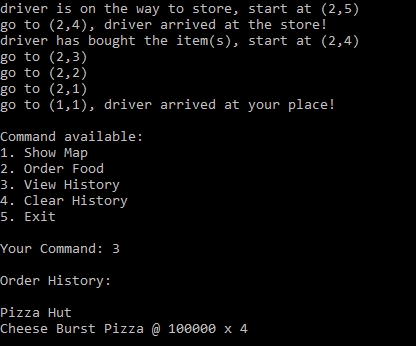 driver is on the way to store, start at (2,5)
go to (2,4), driver arrived at the store!
driver has bought the item(s), start at (2,4)
go to (2,3)
go to (2,2)
go to (2,1)
go to (1,1), driver arrived at your place!
Command available:
1. Show Map
2. Order Food
3. View History
4. Clear History
5. Exit
Your Command: 3
Order History:
Pizza Hut
Cheese Burst Pizza @ 100000 x 4